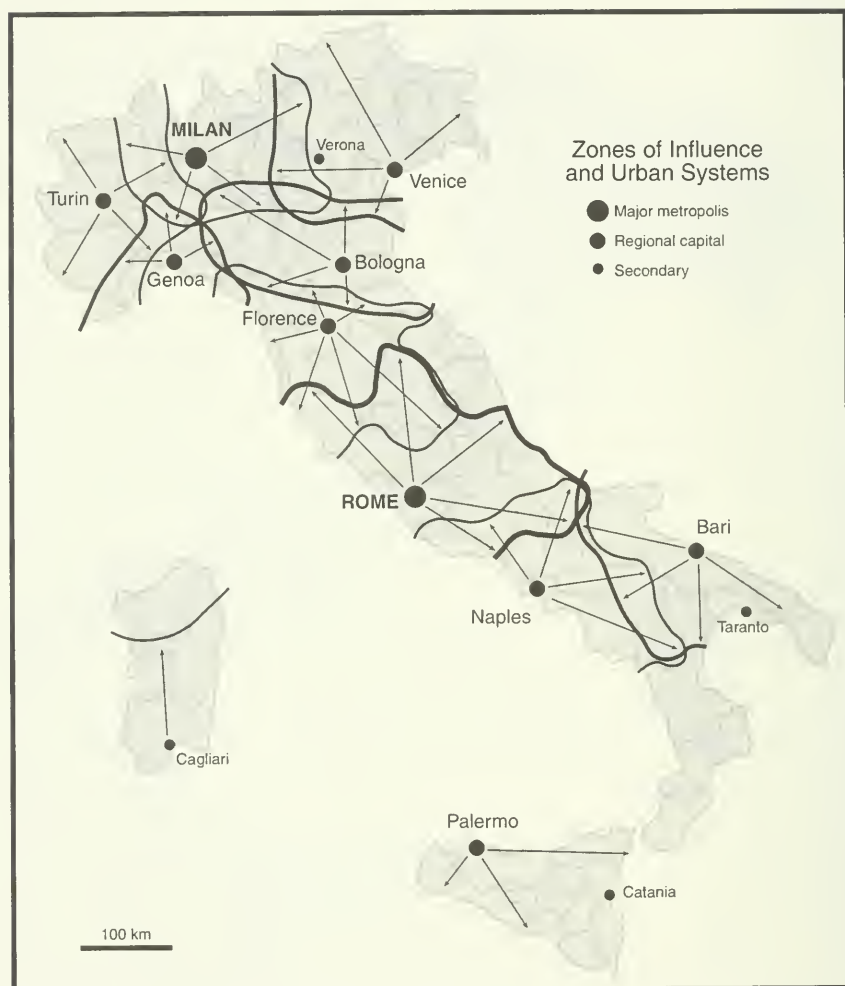 MILAN
Verona
Venice
Turin
Genoa
Bologna
Florence
Zones of Influence
and Urban Systems
Major metropolis
Regional capital
Secondary
ROME
Bari
Naples
Taranto
Cagliari
Palermo
Catania
100 km